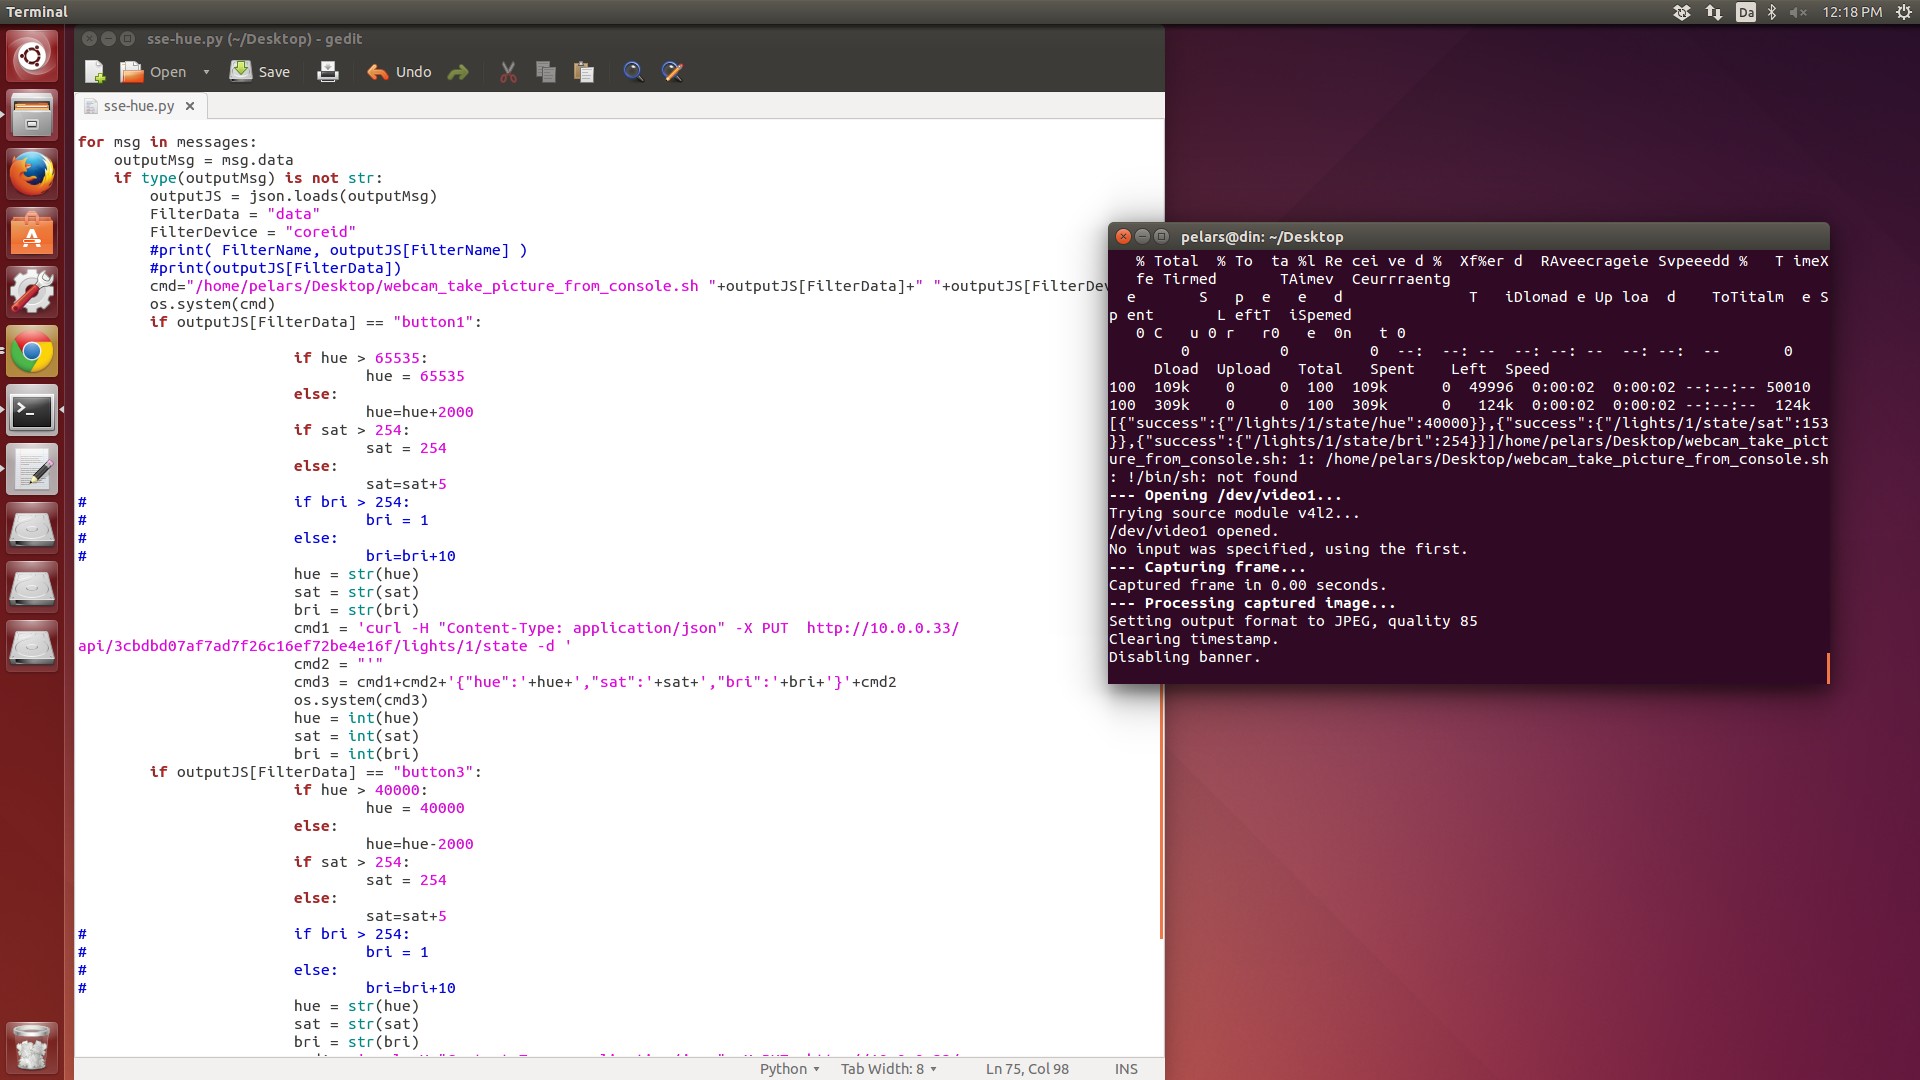 Terminal
Da
12:18 PM
sse-hue.py (~/Desktop) - gedit
Open
Save
Undo
sse-hue.py
for msg in messages:
outputMsg = msg.data
if type(outputMsg) is not str:
outputJS = json.loads(outputMsg)
FilterData = "data"
FilterDevice = "coreid"
#print( FilterName, outputJS[FilterName] )
#print(outputJS[FilterData])
cmd="/home/pelars/Desktop/webcam_take_picture_from_console.sh "+outputJS[FilterData]+" "+outputJS[FilterDev
os.system(cmd)
if outputJS[FilterData] == "button1":
if hue > 65535:
hue = 65535
else:
hue=hue+2000
if sat > 254:
sat = 254
else:
sat=sat+5
# if bri > 254:
# bri = 1
# else:
# bri=bri+10
hue = str(hue)
sat = str(sat)
bri = str(bri)
cmd1 = 'curl -H "Content-Type: application/json" -X PUT  http://10.0.0.33/
api/3cbdbd07af7ad7f26c16ef72be4e16f/lights/1/state -d '
cmd2 = "'"
cmd3 = cmd1+cmd2+'{"hue":'+hue+',"sat":'+sat+',"bri":'+bri+'}'+cmd2
os.system(cmd3)
hue = int(hue)
sat = int(sat)
bri = int(bri)
if outputJS[FilterData] == "button3":
if hue > 40000:
hue = 40000
else:
hue=hue-2000
if sat > 254:
sat = 254
else:
sat=sat+5
# if bri > 254:
# bri = 1
# else:
# bri=bri+10
hue = str(hue)
sat = str(sat)
bri = str(bri)
Python
Tab Width: 8
Ln 75, Col 98
INS
pelars@din: ~/Desktop
% Total  % To  ta %l Re cei ve d %  Xf%er d  RAveecrageie Svpeeedd %   T imeX
fe Tirmed       TAimev  Ceurrraentg
e       S   p  e   e   d              T   iDlomad e Up loa  d    ToTitalm  e S
p ent       L eftT  iSpemed
0 C   u 0 r   r0   e  0n   t 0
0          0         0  --:  --: --  --: --: --  --: --:  --       0
Dload  Upload   Total   Spent    Left  Speed
100  109k    0     0  100  109k      0  49996  0:00:02  0:00:02 --:--:-- 50010
100  309k    0     0  100  309k      0   124k  0:00:02  0:00:02 --:--:--  124k
[{"success":{"/lights/1/state/hue":40000}},{"success":{"/lights/1/state/sat":153
}},{"success":{"/lights/1/state/bri":254}}]/home/pelars/Desktop/webcam_take_pict
ure_from_console.sh: 1: /home/pelars/Desktop/webcam_take_picture_from_console.sh
: !/bin/sh: not found
--- Opening /dev/video1...
Trying source module v4l2...
/dev/video1 opened.
No input was specified, using the first.
--- Capturing frame...
Captured frame in 0.00 seconds.
--- Processing captured image...
Setting output format to JPEG, quality 85
Clearing timestamp.
Disabling banner.